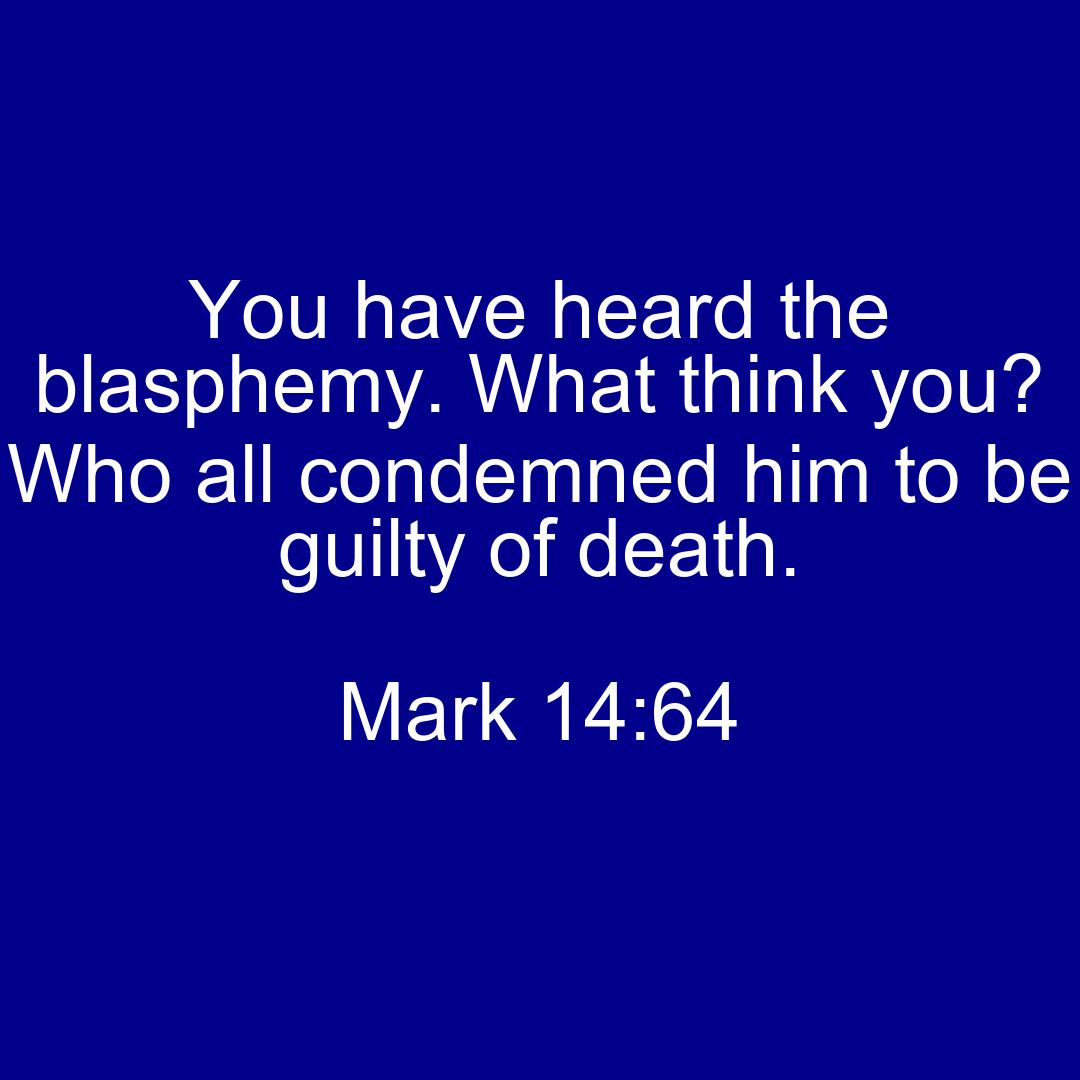 You have heard the
blasphemy. What think you?
Who all condemned him to be
guilty of death.
Mark 14:64